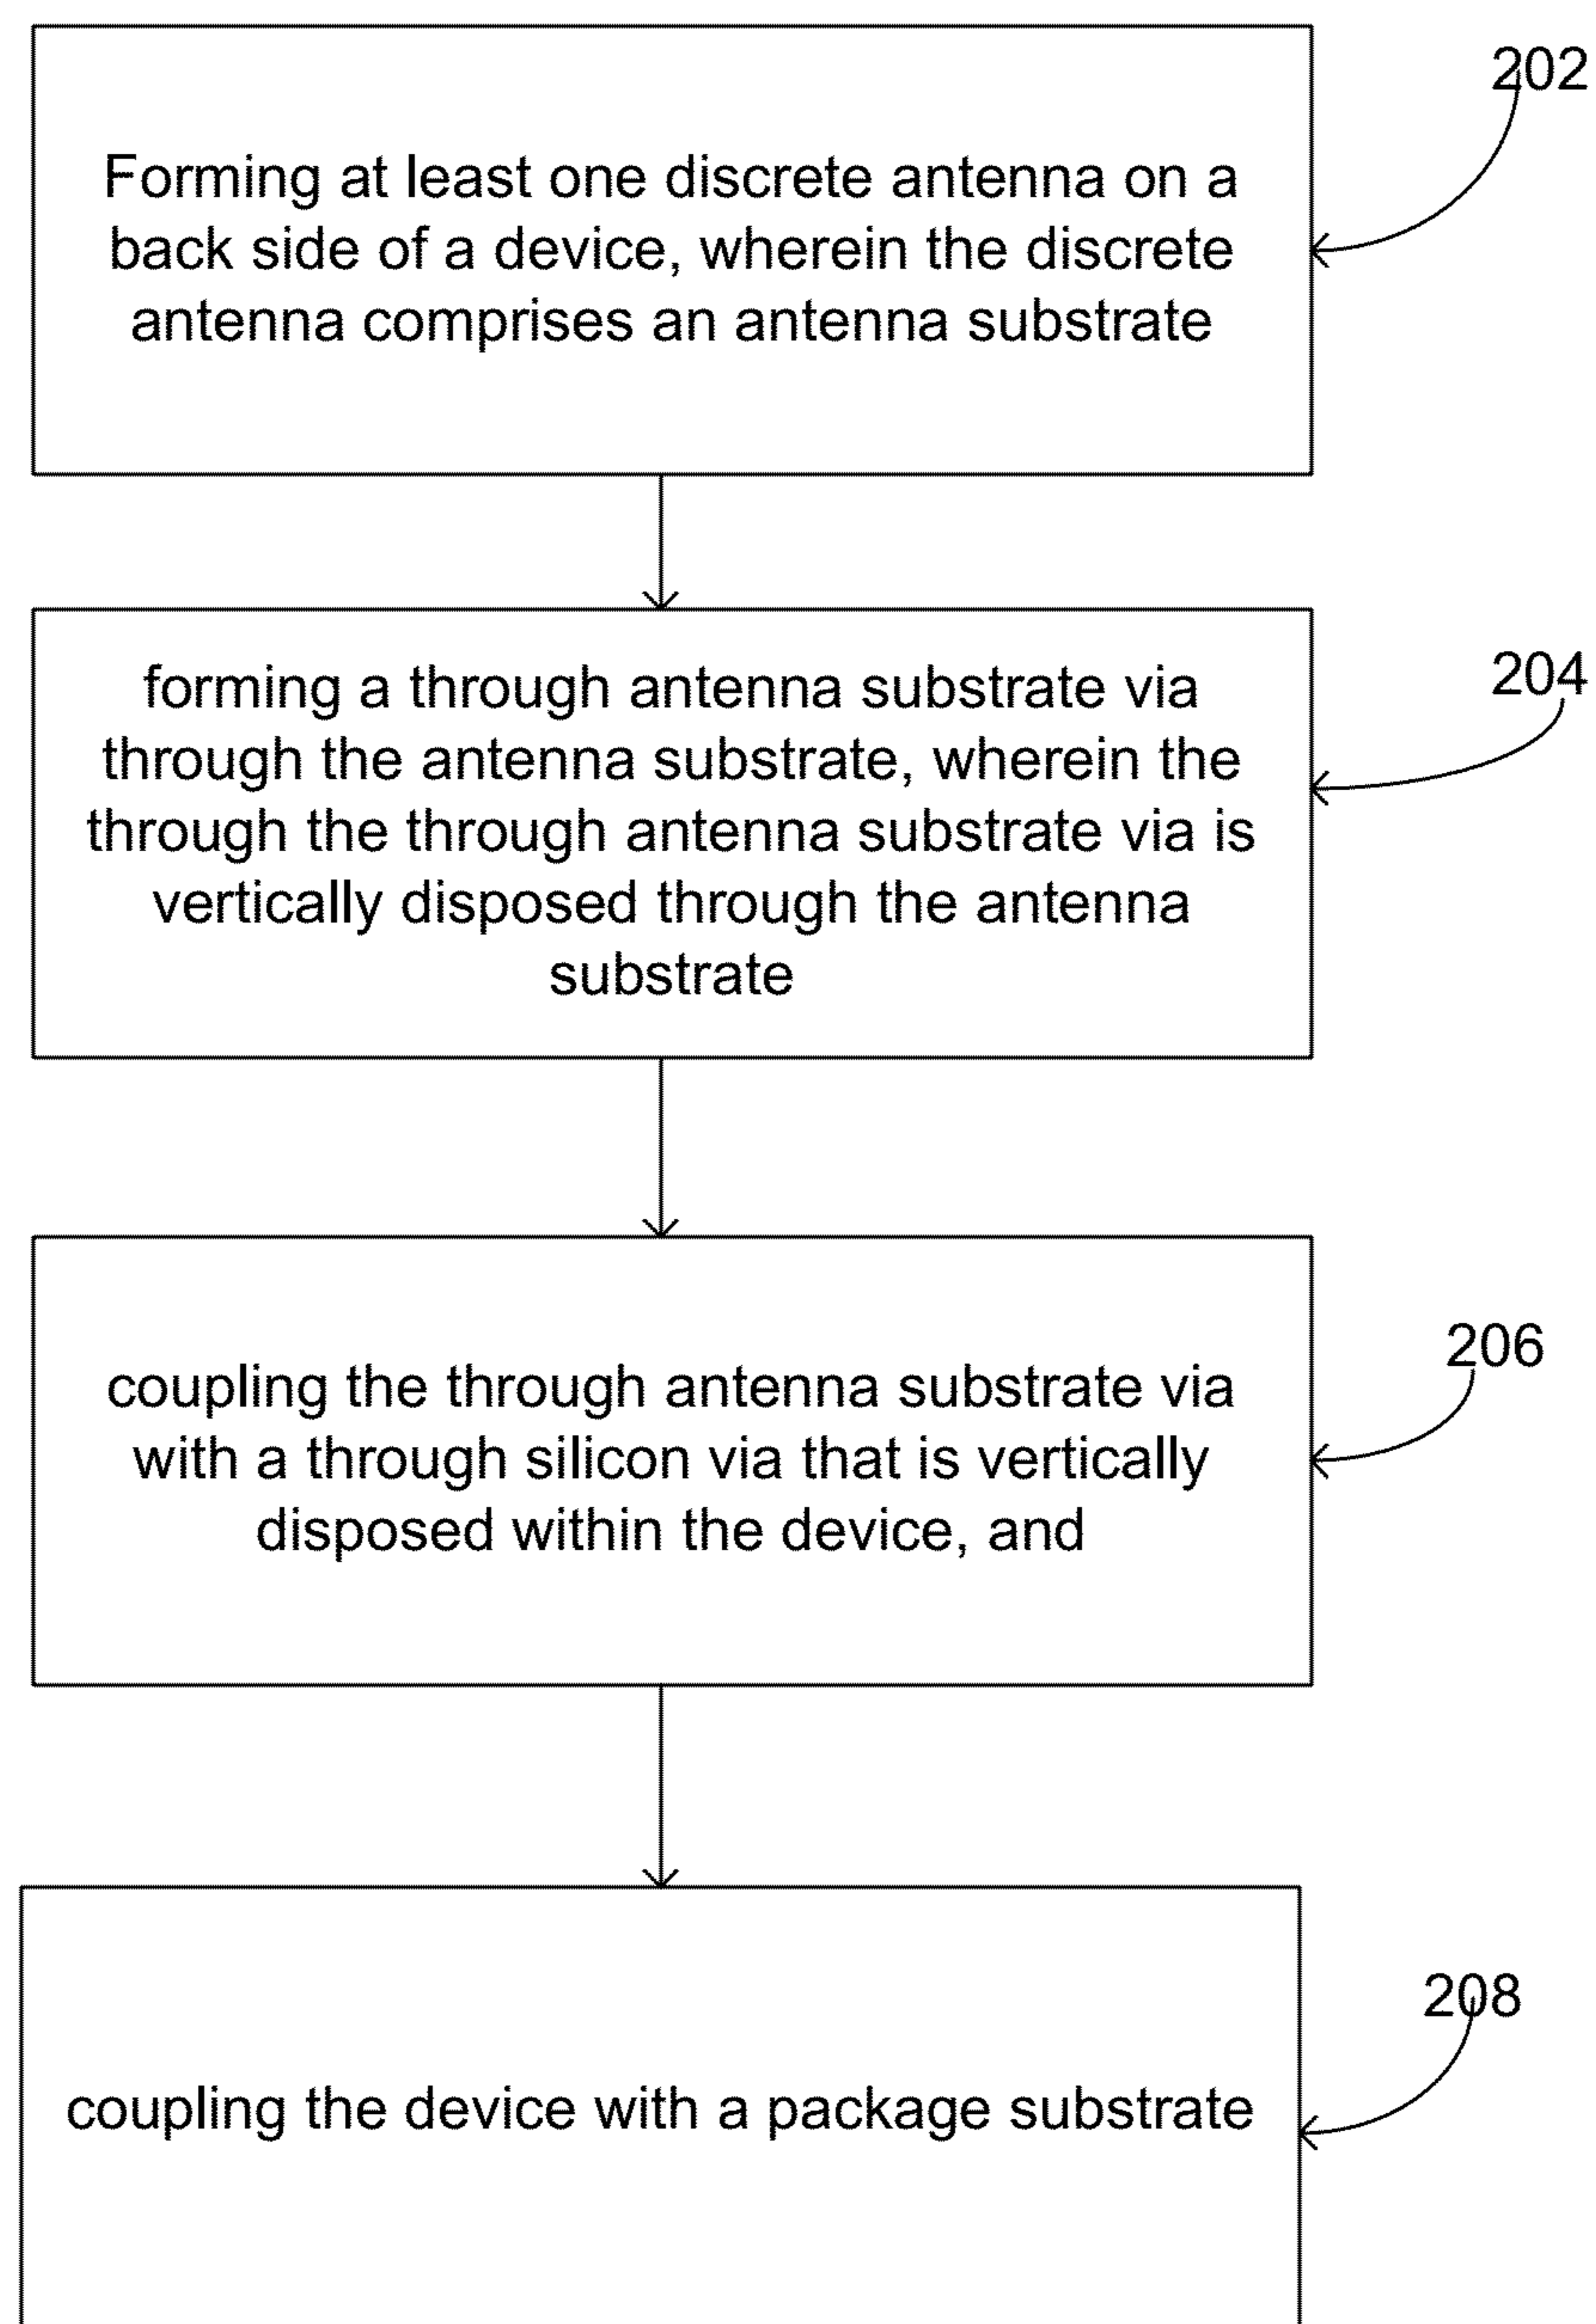 202
Forming at least one discrete antenna on a
back side of a device, wherein the discrete
antenna comprises an antenna substrate
204
forming a through antenna substrate via
through the antenna substrate, wherein the
through the through antenna substrate via is
vertically disposed through the antenna
substrate
206
coupling the through antenna substrate via
with a through silicon via that is vertically
disposed within the device, and
208
coupling the device with a package substrate